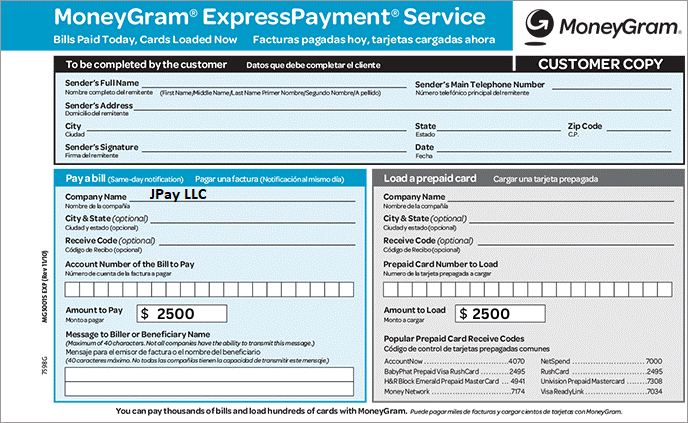 MoneyGram® ExpressPayment® Service
Bills Paid Today, Cards Loaded Now Facturas pagadas hoy, tarjetas cargadas ahora
MoneyGram®
To be completed by the customer Datos que debe completar el cliente
CUSTOMER COPY
Sender's Full Name
Nombre completo del remitente (First Name/Middle Name/Last Name Primer Nombre/Segundo Nombre/Apellido)
Sender's Main Telephone Number
Número telefónico principal del remitente
Sender's Address
Domicilio del remitente
City
Ciudad
State
Estado
Zip Code
C.P.
Sender's Signature
Firma del remitente
Date
Fecha
Pay a bill (Same-day notification) Pagar una factura (Notificación al mismo día)
Company Name JPay LLC
Nombre de la compañía
City & State (optional)
Ciudad y estado (opcional)
Receive Code (optional)
Código de Recibo (opcional)
Account Number of the Bill to Pay
Número de cuenta de la factura a pagar
Amount to Pay $ 2500
Monto a pagar
Message to Biller or Beneficiary Name
(Maximum of 40 characters. Not all companies have the ability to transmit this message.)
Mensaje para el emisor de factura o el nombre del beneficiario
(40 caracteres máximo. No todas las compañías tienen la capacidad de transmitir este mensaje.)
Load a prepaid card Cargar una tarjeta prepagada
Company Name
Nombre de la compañía
City & State (optional)
Ciudad y estado (opcional)
Receive Code (optional)
Código de Recibo (opcional)
Prepaid Card Number to Load
Numero de la tarjeta prepagada a cargar
Amount to Load $ 2500
Monto a cargar
Popular Prepaid Card Receive Codes
Código de control de tarjetas prepagadas comunes
AccountNow 4070 NetSpend 7000
BabyPhat Prepaid Visa RushCard 2495 RushCard 2495
H&R Block Emerald Prepaid MasterCard 4941 Univision Prepaid Mastercard 7308
Money Network 7174 Visa ReadyLink 7034
MG90015 EXP (Rev 11/10)
7598G
You can pay thousands of bills and load hundreds of cards with MoneyGram. Puede pagar miles de facturas y cargar cientos de tarjetas con MoneyGram.